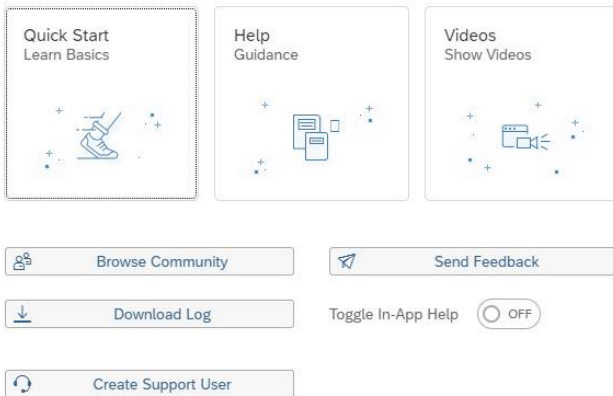 Quick Start
Learn Basics
Help
Guidance
Videos
Show Videos
Browse Community
Send Feedback
Download Log
Toggle In-App Help
OFF
Create Support User